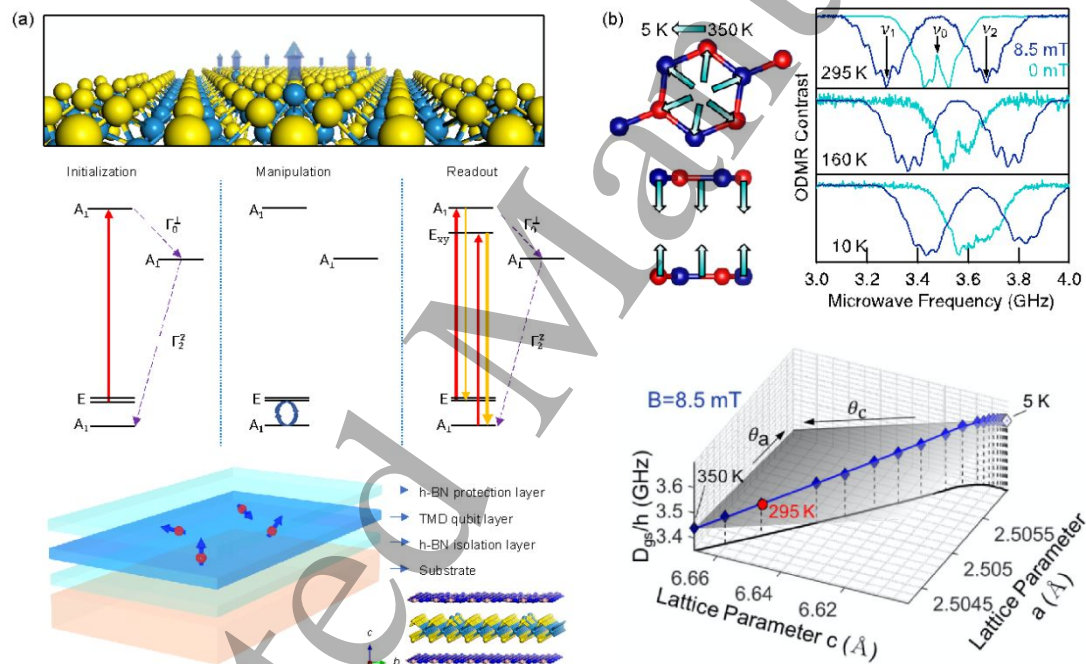 (a)
Initialization
Manipulation
Readout
A₁
Γ₀^⊥
A₁
Γ₂^z
E
A₁
A₁
A₁
E
A₁
A₁
Γ₀^⊥
E_xy
A₁
Γ₂^z
E
A₁
h-BN protection layer
TMD qubit layer
h-BN isolation layer
Substrate
c
b
(b)
5 K 350 K
ν₁ ν₀ ν₂
8.5 mT
0 mT
295 K
160 K
10 K
ODMR Contrast
3.0 3.2 3.4 3.6 3.8 4.0
Microwave Frequency (GHz)
B=8.5 mT
θc
θa
5 K
350 K
295 K
D_gs/h (GHz)
3.6
3.5
3.4
6.66
6.64
6.62
Lattice Parameter c (Å)
2.5055
2.505
2.5045
Lattice Parameter
a (Å)